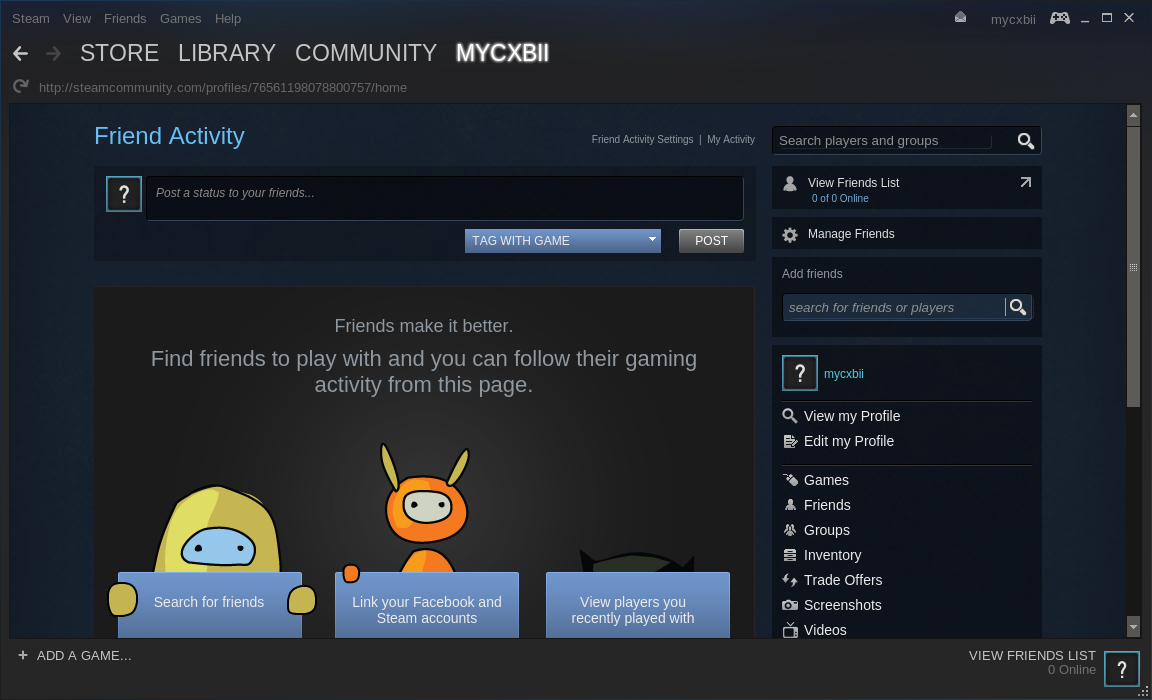 Steam View Friends Games Help
mycxbii
STORE LIBRARY COMMUNITY MYCXBII
http://steamcommunity.com/profiles/76561198078800757/home
Friend Activity
Friend Activity Settings | My Activity
Search players and groups
?
Post a status to your friends...
TAG WITH GAME
POST
View Friends List
0 of 0 Online
Manage Friends
Add friends
search for friends or players
Friends make it better.
Find friends to play with and you can follow their gaming
activity from this page.
Search for friends
Link your Facebook and
Steam accounts
View players you
recently played with
?
mycxbii
View my Profile
Edit my Profile
Games
Friends
Groups
Inventory
Trade Offers
Screenshots
Videos
+ ADD A GAME...
VIEW FRIENDS LIST
0 Online
?